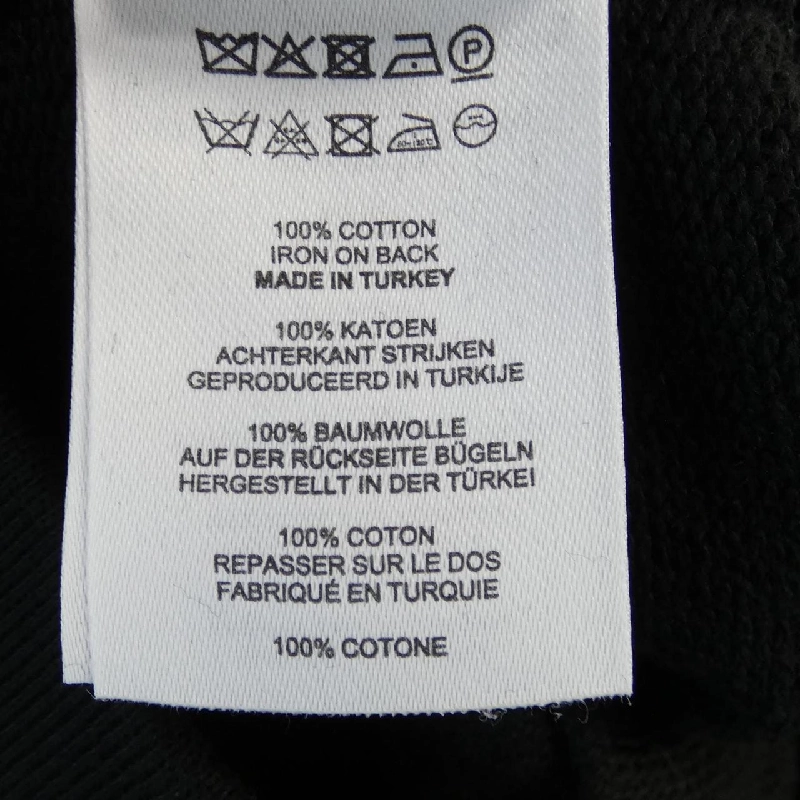 P
100% COTTON
IRON ON BACK
MADE IN TURKEY
100% KATOEN
ACHTERKANT STRIJKEN
GEPRODUCEERD IN TURKIJE
100% BAUMWOLLE
AUF DER RÜCKSEITE BÜGELN
HERGESTELLT IN DER TÜRKEI
100% COTON
REPASSER SUR LE DOS
FABRIQUÉ EN TURQUIE
100% COTONE